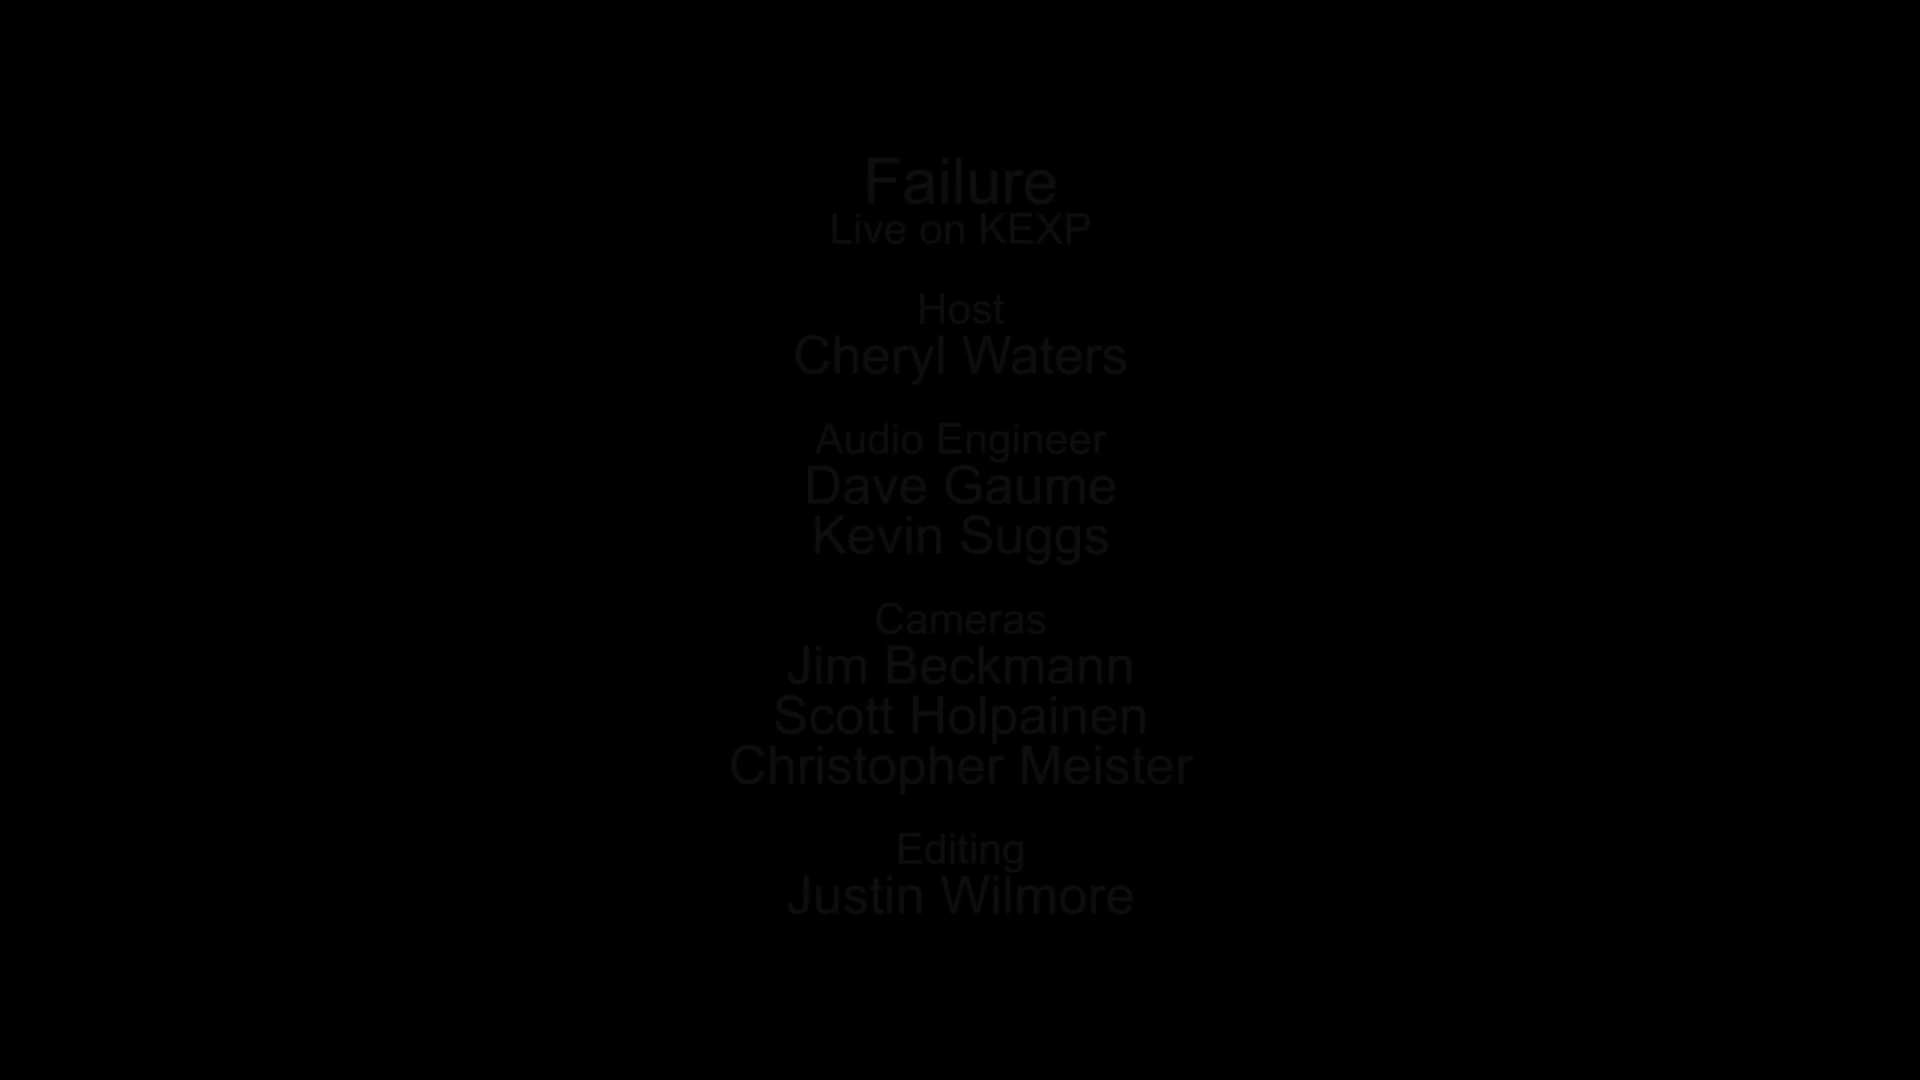 Failure
Live on KEXP
Host
Cheryl Waters
Audio Engineer
Dave Gaume
Kevin Suggs
Cameras
Jim Beckmann
Scott Holpainen
Christopher Meister
Editing
Justin Wilmore